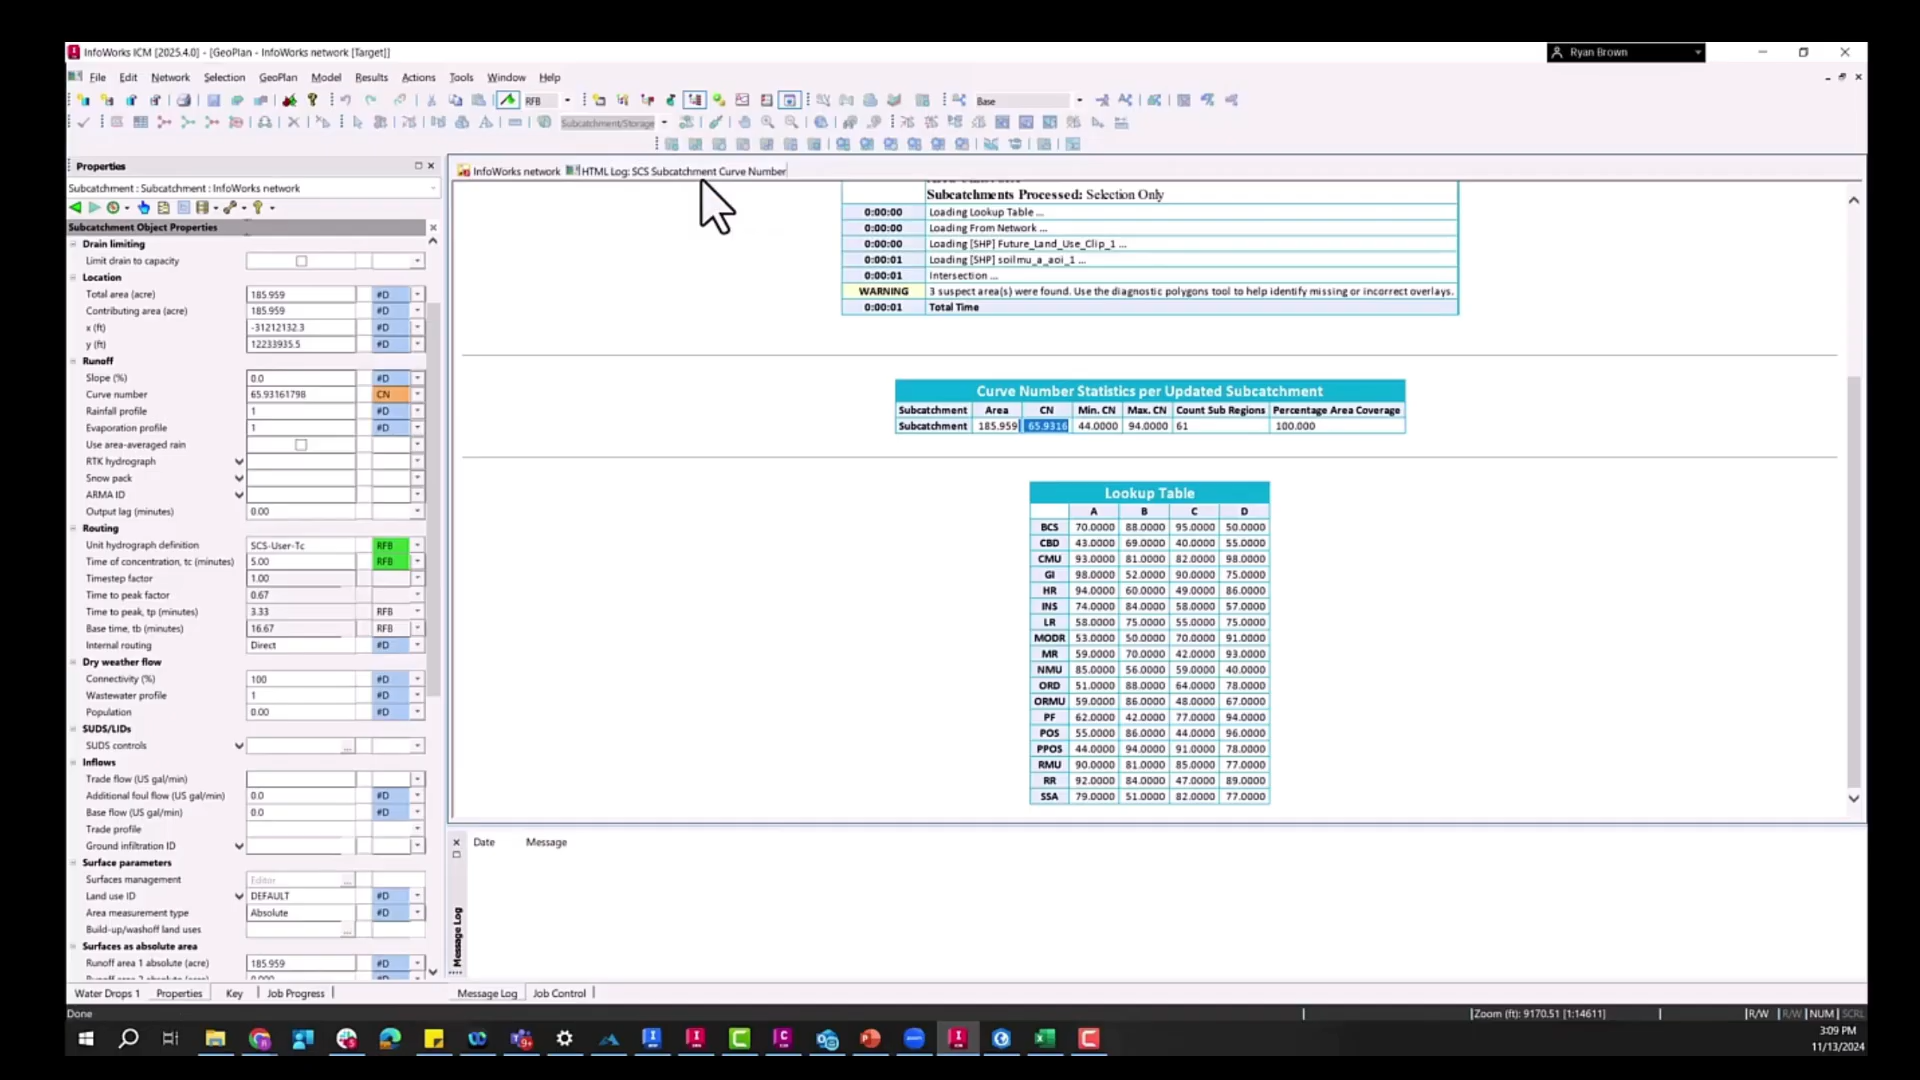 InfoWorks ICM [2025.4.0] - [GeoPlan - InfoWorks network [Target]]
Ryan Brown
File Edit Network Selection GeoPlan Model Results Actions Tools Window Help
RFB
Base
Subcatchment/Storage
Properties
Subcatchment : Subcatchment : InfoWorks network
Subcatchment Object Properties
Drain limiting
Limit drain to capacity
Location
Total area (acre) 185.959 #D
Contributing area (acre) 185.959 #D
x (ft) -31212132.3 #D
y (ft) 12233935.5 #D
Runoff
Slope (%) 0.0 #D
Curve number 65.93161798 CN
Rainfall profile 1 #D
Evaporation profile 1 #D
Use area-averaged rain
RTK hydrograph
Snow pack
ARMA ID
Output lag (minutes) 0.00
Routing
Unit hydrograph definition SCS-User-Tc RFB
Time of concentration, tc (minutes) 5.00 RFB
Timestep factor 1.00
Time to peak factor 0.67
Time to peak, tp (minutes) 3.33 RFB
Base time, tb (minutes) 16.67 RFB
Internal routing Direct #D
Dry weather flow
Connectivity (%) 100 #D
Wastewater profile 1 #D
Population 0.00 #D
SUDS/LIDs
SUDS controls ...
Inflows
Trade flow (US gal/min)
Additional foul flow (US gal/min) 0.0 #D
Base flow (US gal/min) 0.0 #D
Trade profile
Ground infiltration ID
Surface parameters
Surfaces management Editor ...
Land use ID DEFAULT #D
Area measurement type Absolute #D
Build-up/washoff land uses ...
Surfaces as absolute area
Runoff area 1 absolute (acre) 185.959 #D
Water Drops 1 Properties Key Job Progress
InfoWorks network HTML Log: SCS Subcatchment Curve Number
Subcatchments Processed: Selection Only
0:00:00 Loading Lookup Table ...
0:00:00 Loading From Network ...
0:00:00 Loading [SHP] Future_Land_Use_Clip_1 ...
0:00:01 Loading [SHP] soilmu_a_aoi_1 ...
0:00:01 Intersection ...
WARNING 3 suspect area(s) were found. Use the diagnostic polygons tool to help identify missing or incorrect overlays.
0:00:01 Total Time
Curve Number Statistics per Updated Subcatchment
Subcatchment Area CN Min. CN Max. CN Count Sub Regions Percentage Area Coverage
Subcatchment 185.959 65.9316 44.0000 94.0000 61 100.000
Lookup Table
A B C D
BCS 70.0000 88.0000 95.0000 50.0000
CBD 43.0000 69.0000 40.0000 55.0000
CMU 93.0000 81.0000 82.0000 98.0000
GI 98.0000 52.0000 90.0000 75.0000
HR 94.0000 60.0000 49.0000 86.0000
INS 74.0000 84.0000 58.0000 57.0000
LR 58.0000 75.0000 55.0000 75.0000
MODR 53.0000 50.0000 70.0000 91.0000
MR 59.0000 70.0000 42.0000 93.0000
NMU 85.0000 56.0000 59.0000 40.0000
ORD 51.0000 88.0000 64.0000 78.0000
ORMU 59.0000 86.0000 48.0000 67.0000
PF 62.0000 42.0000 77.0000 94.0000
POS 55.0000 86.0000 44.0000 96.0000
PPOS 44.0000 94.0000 91.0000 78.0000
RMU 90.0000 81.0000 85.0000 77.0000
RR 92.0000 84.0000 47.0000 89.0000
SSA 79.0000 51.0000 82.0000 77.0000
Date Message
Message Log
Message Log Job Control
Done
Zoom (ft): 9170.51 [1:14611]
R/W R/W NUM SCRL
3:09 PM
11/13/2024